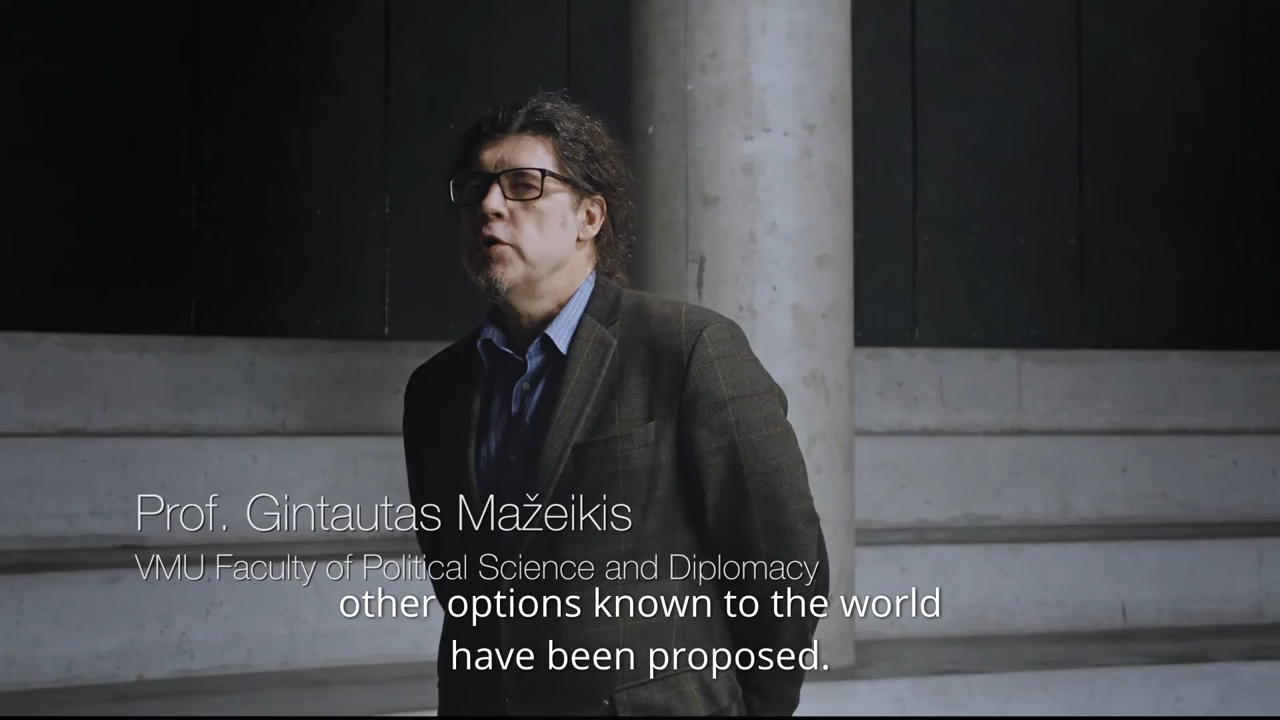 Prof. Gintautas Mažeikis
VMU Faculty of Political Science and Diplomacy
other options known to the world
have been proposed.